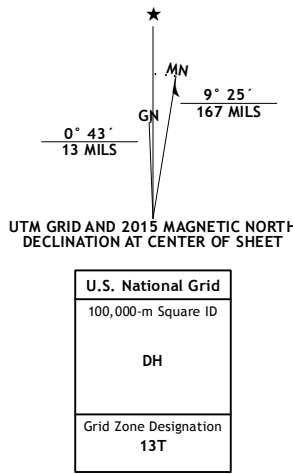 MN
GN
9° 25´
167 MILS
0° 43´
13 MILS
UTM GRID AND 2015 MAGNETIC NORTH
DECLINATION AT CENTER OF SHEET
U.S. National Grid
100,000-m Square ID
DH
Grid Zone Designation
13T